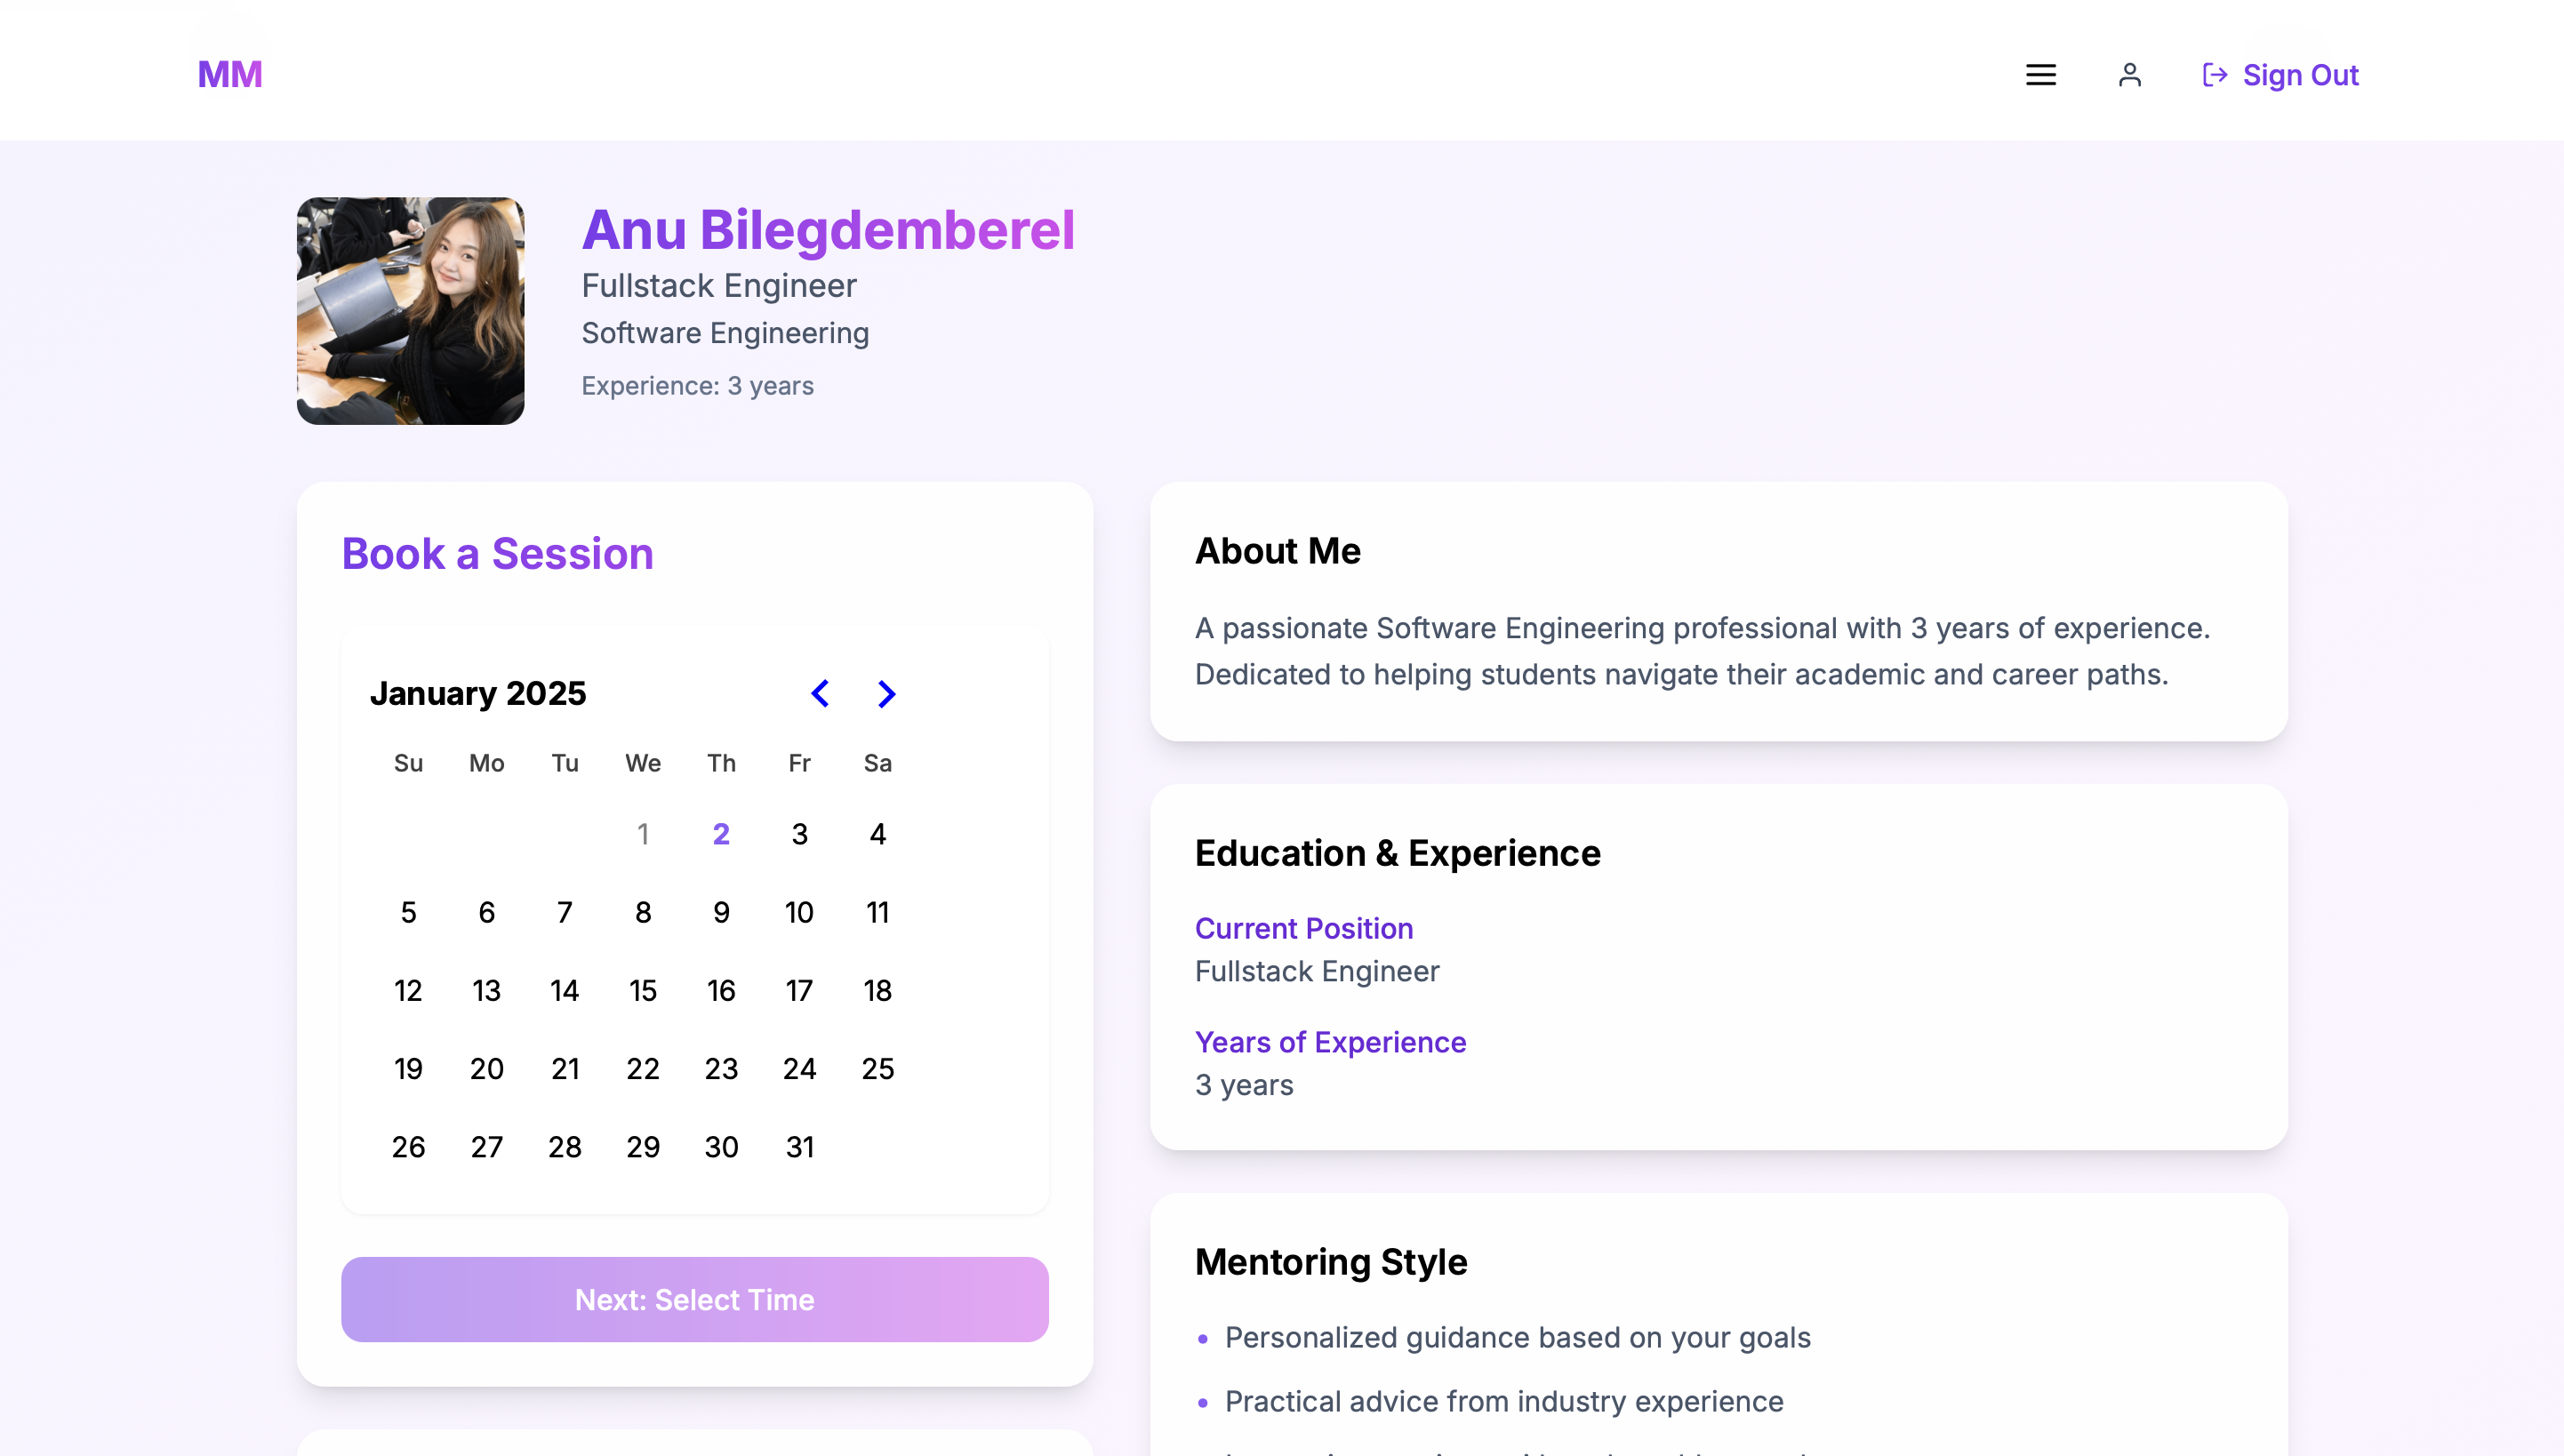 MM
Sign Out
Anu Bilegdemberel
Fullstack Engineer
Software Engineering
Experience: 3 years
Book a Session
January 2025
Su Mo Tu We Th Fr Sa
1 2 3 4
5 6 7 8 9 10 11
12 13 14 15 16 17 18
19 20 21 22 23 24 25
26 27 28 29 30 31
Next: Select Time
About Me
A passionate Software Engineering professional with 3 years of experience.
Dedicated to helping students navigate their academic and career paths.
Education & Experience
Current Position
Fullstack Engineer
Years of Experience
3 years
Mentoring Style
Personalized guidance based on your goals
Practical advice from industry experience